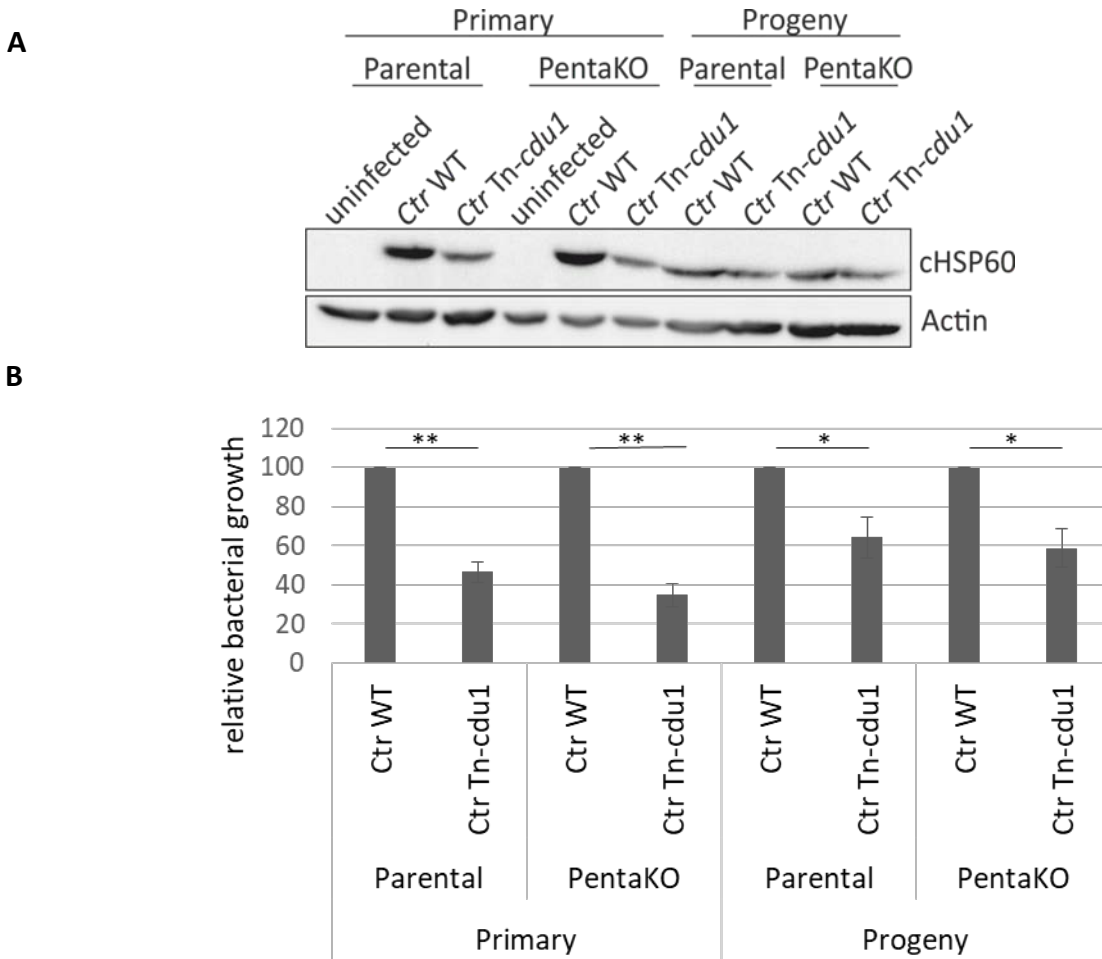 A
Primary Progeny
Parental PentaKO Parental PentaKO
uninfected Ctr WT Ctr Tn-cdu1 uninfected Ctr WT Ctr Tn-cdu1 Ctr WT Ctr Tn-cdu1 Ctr WT Ctr Tn-cdu1
cHSP60
Actin
B
relative bacterial growth
120
100
80
60
40
20
0
** ** * *
Ctr WT Ctr Tn-cdu1 Ctr WT Ctr Tn-cdu1 Ctr WT Ctr Tn-cdu1 Ctr WT Ctr Tn-cdu1
Parental PentaKO Parental PentaKO
Primary Progeny